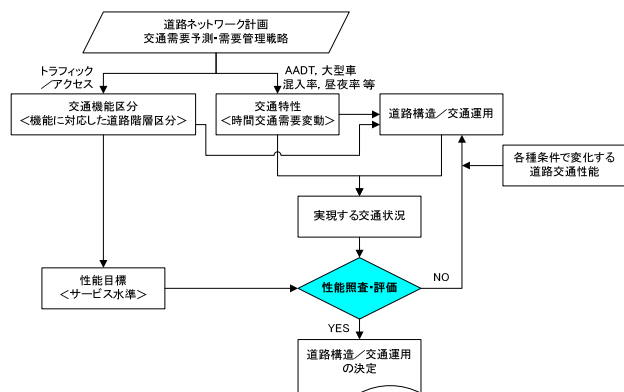 道路ネットワーク計画
交通需要予測・需要管理戦略
トラフィック
／アクセス
AADT, 大型車
混入率, 昼夜率 等
交通機能区分
＜機能に対応した道路階層区分＞
交通特性
＜時間交通需要変動＞
道路構造／交通運用
各種条件で変化する
道路交通性能
実現する交通状況
性能目標
＜サービス水準＞
性能照査・評価
NO
YES
道路構造／交通運用
の決定